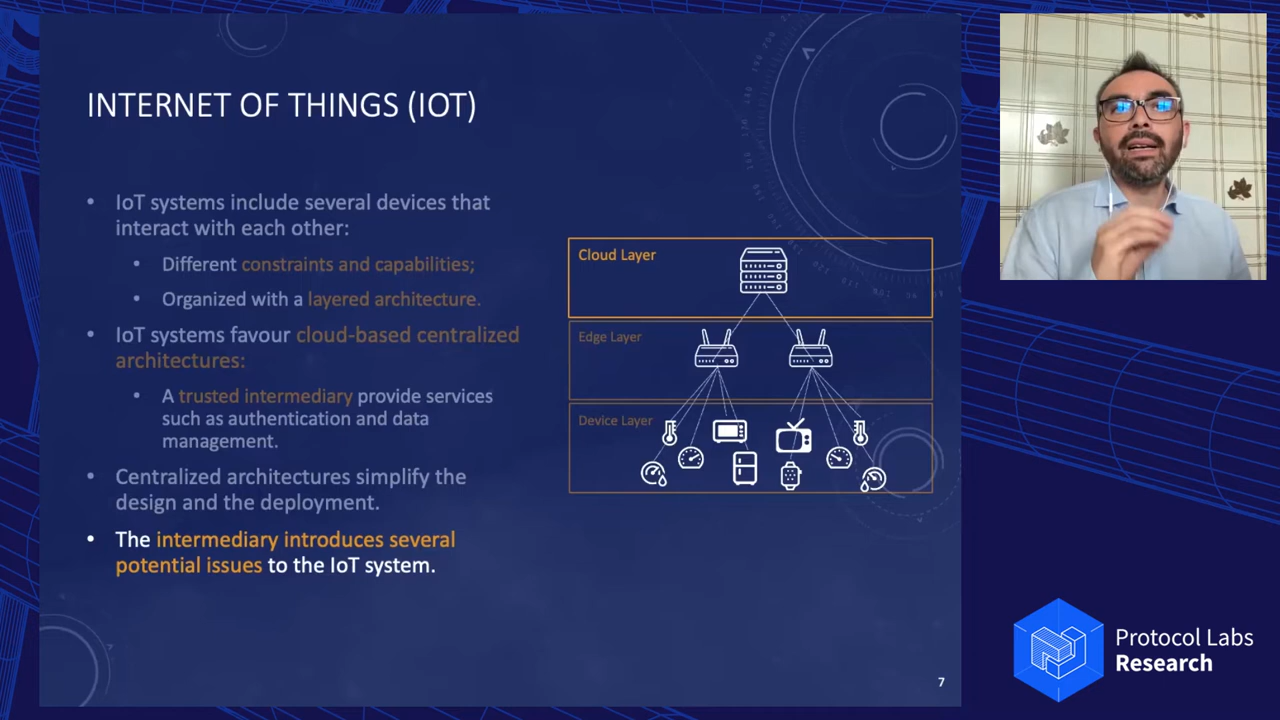 INTERNET OF THINGS (IOT)
• IoT systems include several devices that
interact with each other:
• Different constraints and capabilities;
• Organized with a layered architecture.
• IoT systems favour cloud-based centralized
architectures:
• A trusted intermediary provide services
such as authentication and data
management.
• Centralized architectures simplify the
design and the deployment.
• The intermediary introduces several
potential issues to the IoT system.
Cloud Layer
Edge Layer
Device Layer
7
Protocol Labs
Research